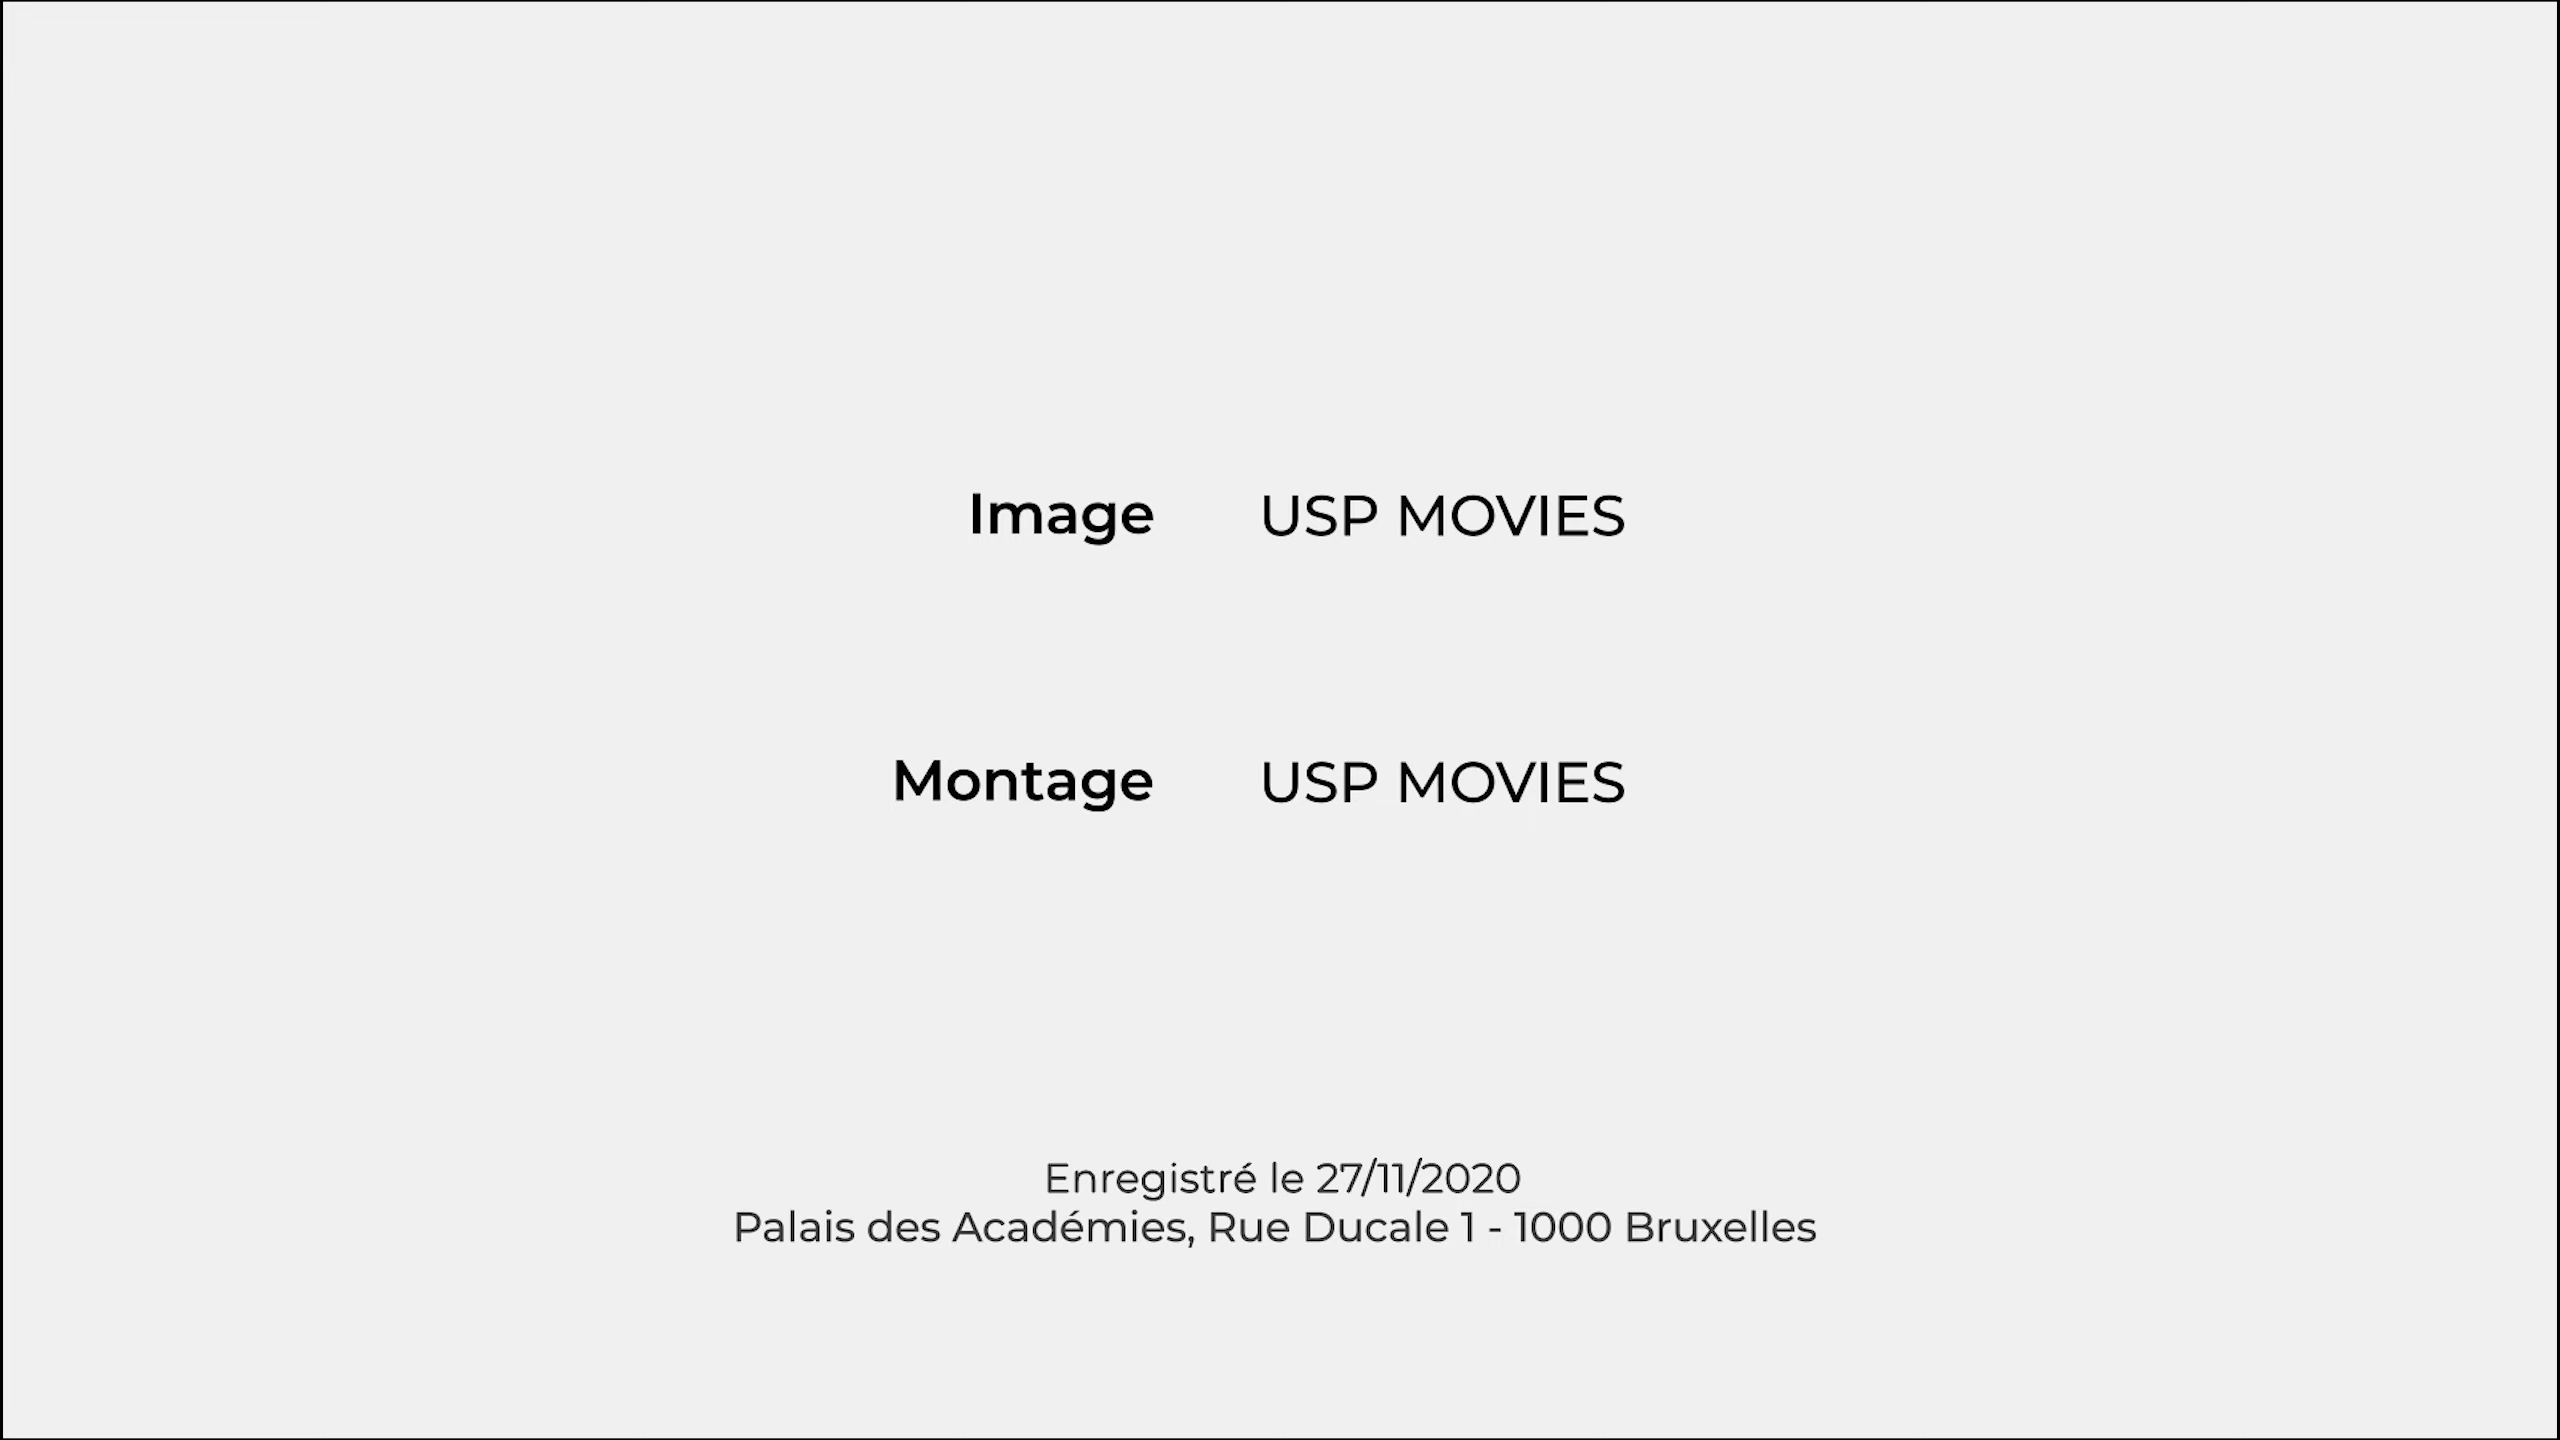 Image USP MOVIES
Montage USP MOVIES
Enregistré le 27/11/2020
Palais des Académies, Rue Ducale 1 - 1000 Bruxelles